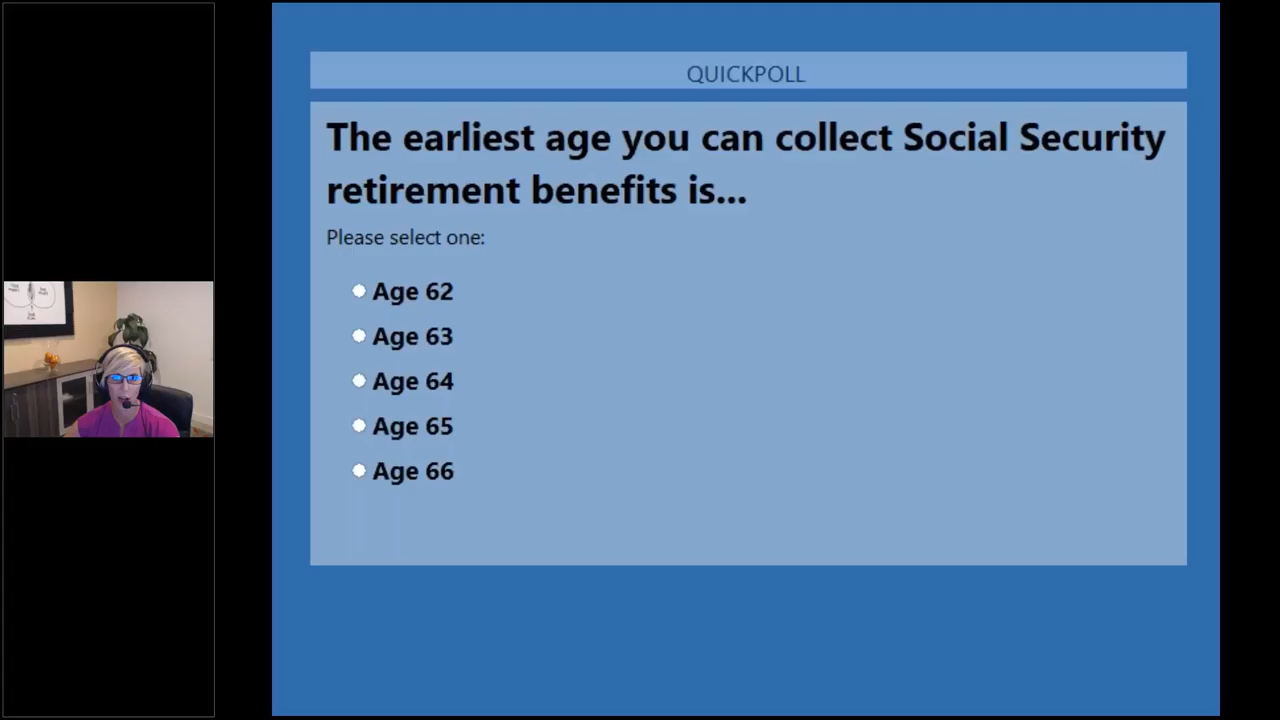 QUICKPOLL
The earliest age you can collect Social Security
retirement benefits is...
Please select one:
Age 62
Age 63
Age 64
Age 65
Age 66